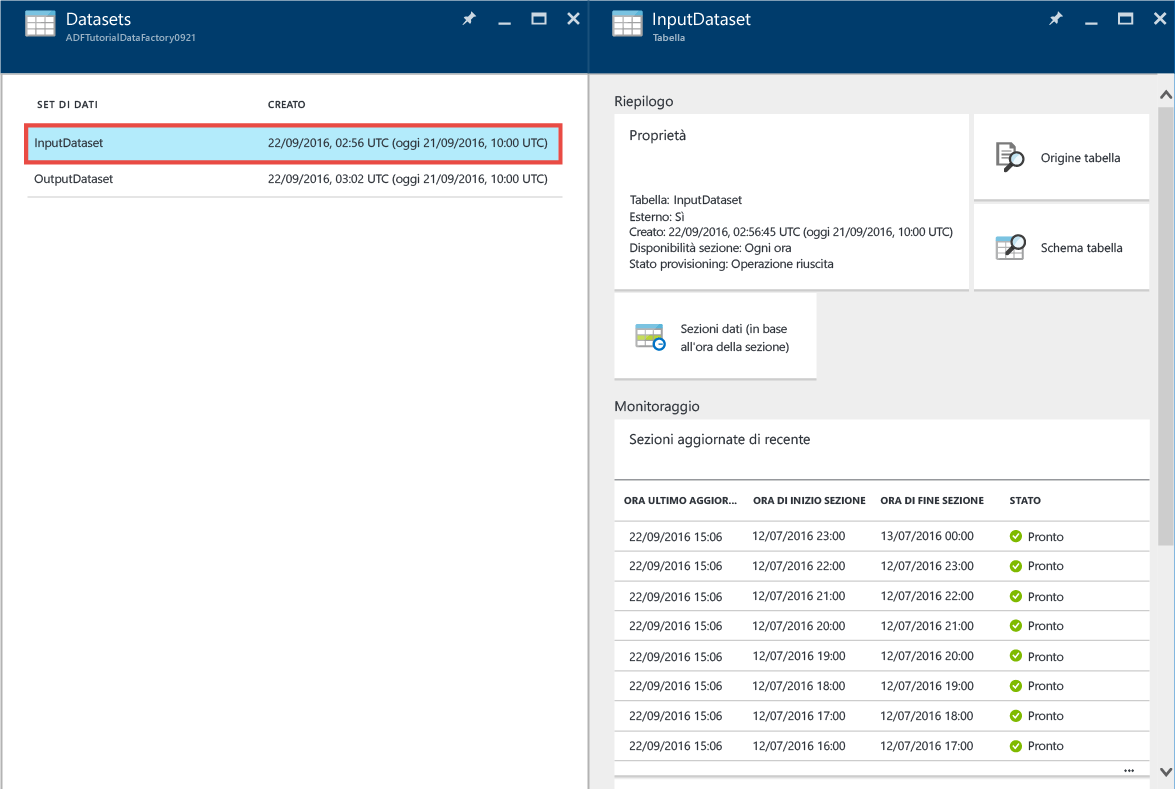 Datasets
ADFTutorialDataFactory0921
SET DI DATI CREATO
InputDataset 22/09/2016, 02:56 UTC (oggi 21/09/2016, 10:00 UTC)
OutputDataset 22/09/2016, 03:02 UTC (oggi 21/09/2016, 10:00 UTC)
InputDataset
Tabella
Riepilogo
Proprietà
Tabella: InputDataset
Esterno: Sì
Creato: 22/09/2016, 02:56:45 UTC (oggi 21/09/2016, 10:00 UTC)
Disponibilità sezione: Ogni ora
Stato provisioning: Operazione riuscita
Origine tabella
Schema tabella
Sezioni dati (in base
all'ora della sezione)
Monitoraggio
Sezioni aggiornate di recente
ORA ULTIMO AGGIOR... ORA DI INIZIO SEZIONE ORA DI FINE SEZIONE STATO
22/09/2016 15:06 12/07/2016 23:00 13/07/2016 00:00 Pronto
22/09/2016 15:06 12/07/2016 22:00 12/07/2016 23:00 Pronto
22/09/2016 15:06 12/07/2016 21:00 12/07/2016 22:00 Pronto
22/09/2016 15:06 12/07/2016 20:00 12/07/2016 21:00 Pronto
22/09/2016 15:06 12/07/2016 19:00 12/07/2016 20:00 Pronto
22/09/2016 15:06 12/07/2016 18:00 12/07/2016 19:00 Pronto
22/09/2016 15:06 12/07/2016 17:00 12/07/2016 18:00 Pronto
22/09/2016 15:06 12/07/2016 16:00 12/07/2016 17:00 Pronto
...